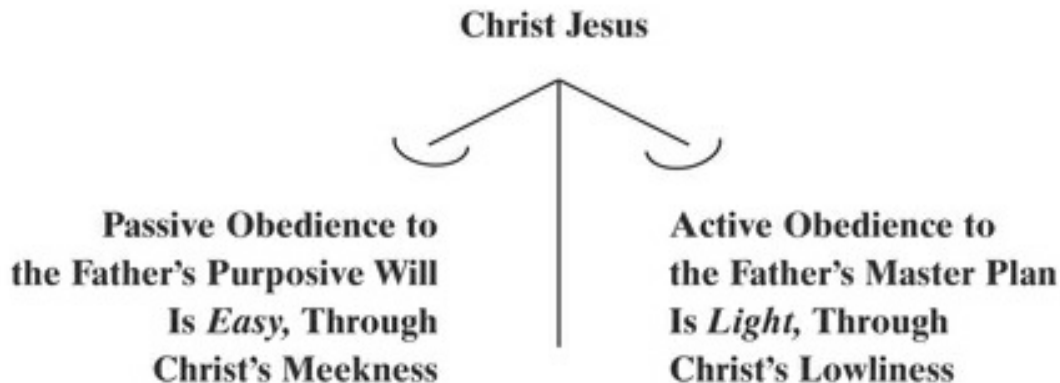 Christ Jesus
Passive Obedience to
the Father's Purposive Will
Is Easy, Through
Christ's Meekness
Active Obedience to
the Father's Master Plan
Is Light, Through
Christ's Lowliness